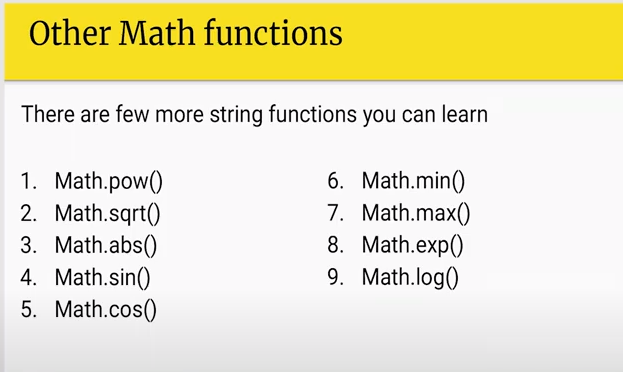 Other Math functions
There are few more string functions you can learn
1. Math.pow()
2. Math.sqrt()
3. Math.abs()
4. Math.sin()
5. Math.cos()
6. Math.min()
7. Math.max()
8. Math.exp()
9. Math.log()